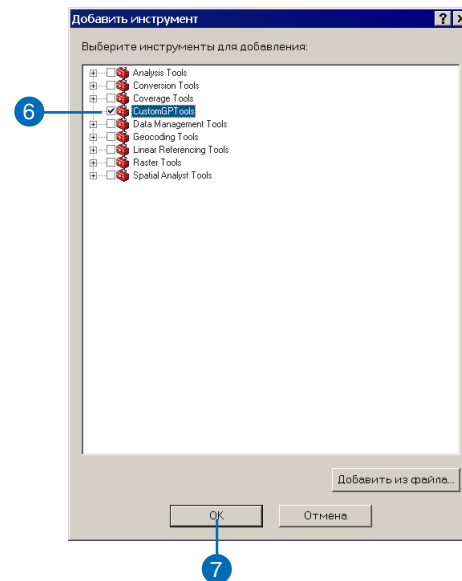 Добавить инструмент
Выберите инструменты для добавления:
Analysis Tools
Conversion Tools
Coverage Tools
6 CustomGPTools
Data Management Tools
Geocoding Tools
Linear Referencing Tools
Raster Tools
Spatial Analyst Tools
Добавить из файла...
OK Отмена
7